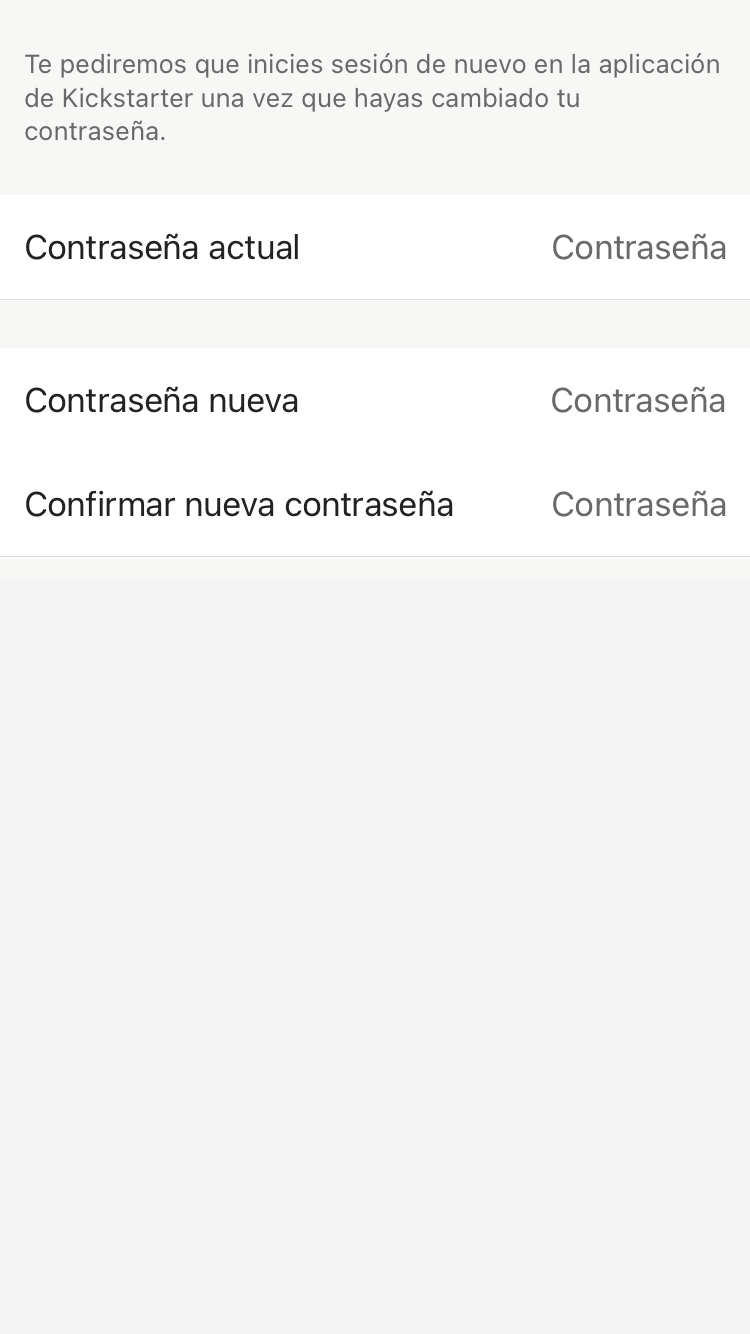 Te pediremos que inicies sesión de nuevo en la aplicación
de Kickstarter una vez que hayas cambiado tu
contraseña.
Contraseña actual Contraseña
Contraseña nueva Contraseña
Confirmar nueva contraseña Contraseña